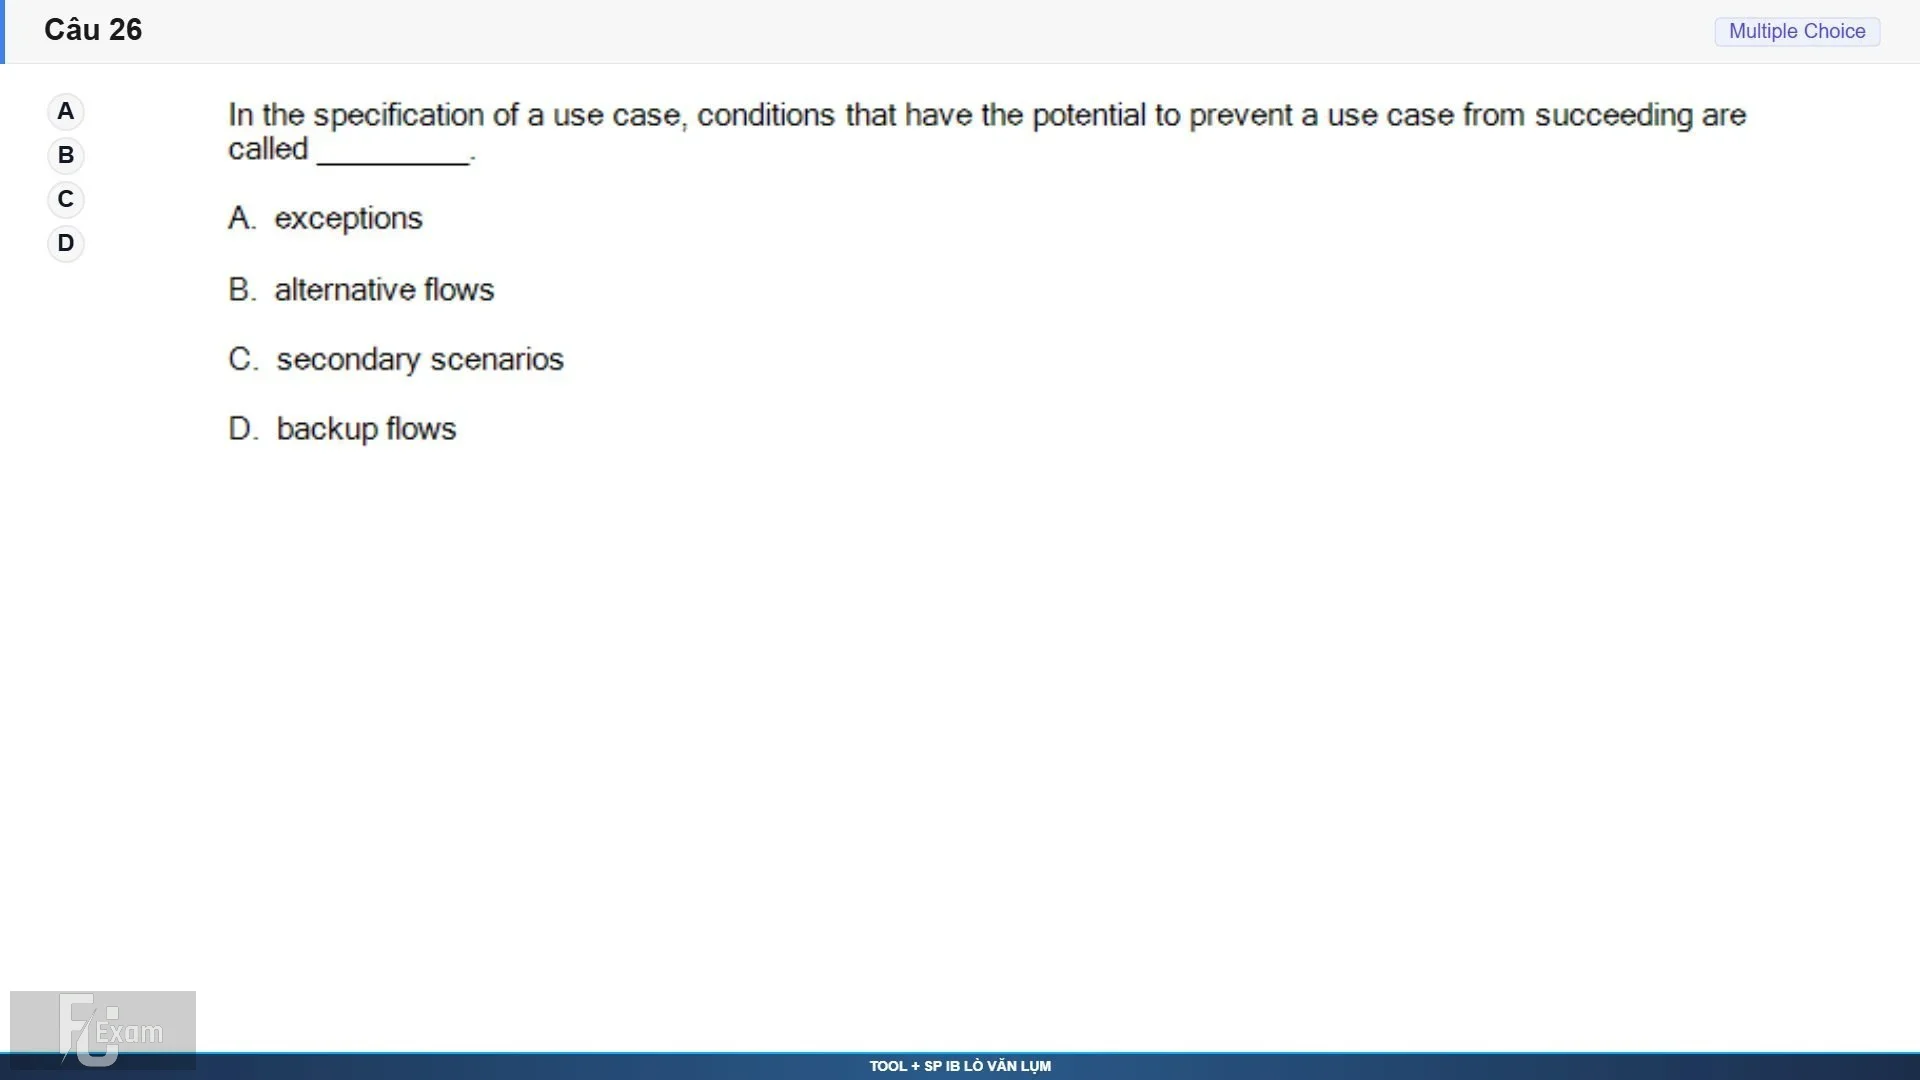 Câu 26
Multiple Choice
A
B
C
D
In the specification of a use case, conditions that have the potential to prevent a use case from succeeding are
called _________.
A. exceptions
B. alternative flows
C. secondary scenarios
D. backup flows
FU Exam
TOOL + SP IB LÒ VĂN LỤM